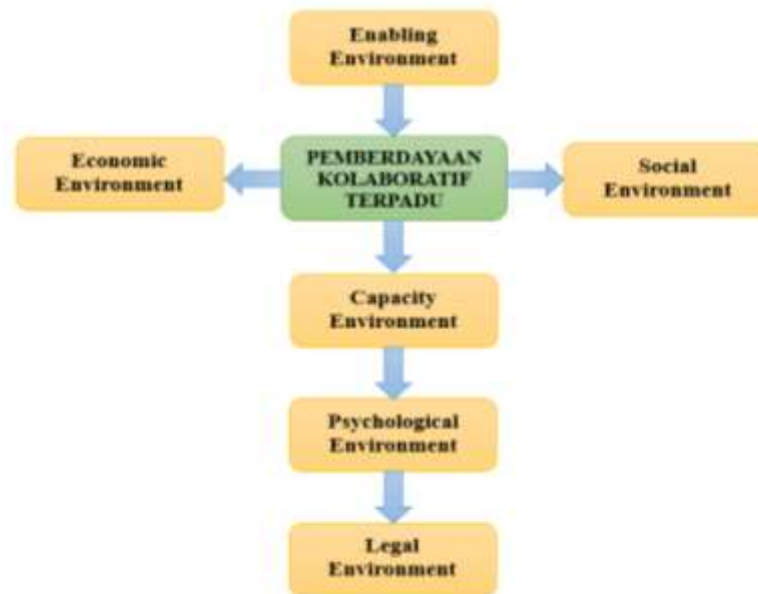 Enabling
Environment
Economic
Environment
PEMBERDAYAAN
KOLABORATIF
TERPADU
Social
Environment
Capacity
Environment
Psychological
Environment
Legal
Environment